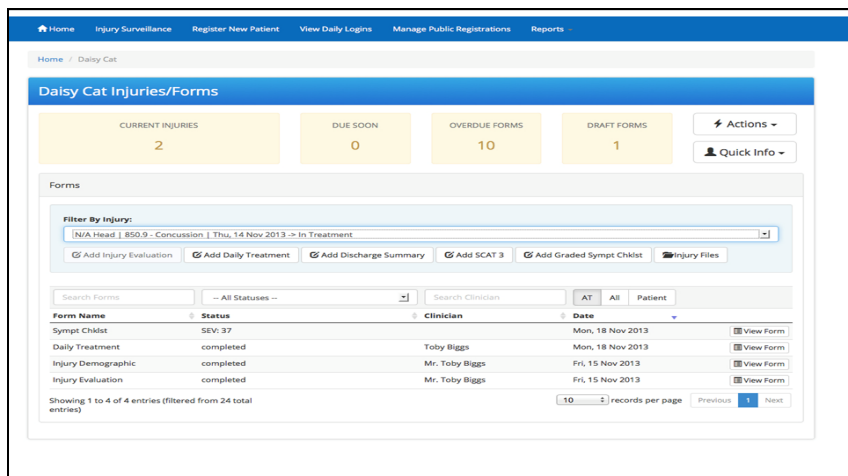 Home Injury Surveillance Register New Patient View Daily Logins Manage Public Registrations Reports
Home / Daisy Cat
Daisy Cat Injuries/Forms
CURRENT INJURIES DUE SOON OVERDUE FORMS DRAFT FORMS
2 0 10 1
Actions
Quick Info
Forms
Filter By Injury:
N/A Head | 850.9 - Concussion | Thu, 14 Nov 2013 -> In Treatment
Add Injury Evaluation Add Daily Treatment Add Discharge Summary Add SCAT 3 Add Graded Sympt Chklst Injury Files
Search Forms -- All Statuses -- Search Clinician AT All Patient
Form Name Status Clinician Date
Sympt Chklst SEV: 37 Mon, 18 Nov 2013 View Form
Daily Treatment completed Toby Biggs Mon, 18 Nov 2013 View Form
Injury Demographic completed Mr. Toby Biggs Fri, 15 Nov 2013 View Form
Injury Evaluation completed Mr. Toby Biggs Fri, 15 Nov 2013 View Form
Showing 1 to 4 of 4 entries (filtered from 24 total
entries)
10 records per page Previous 1 Next